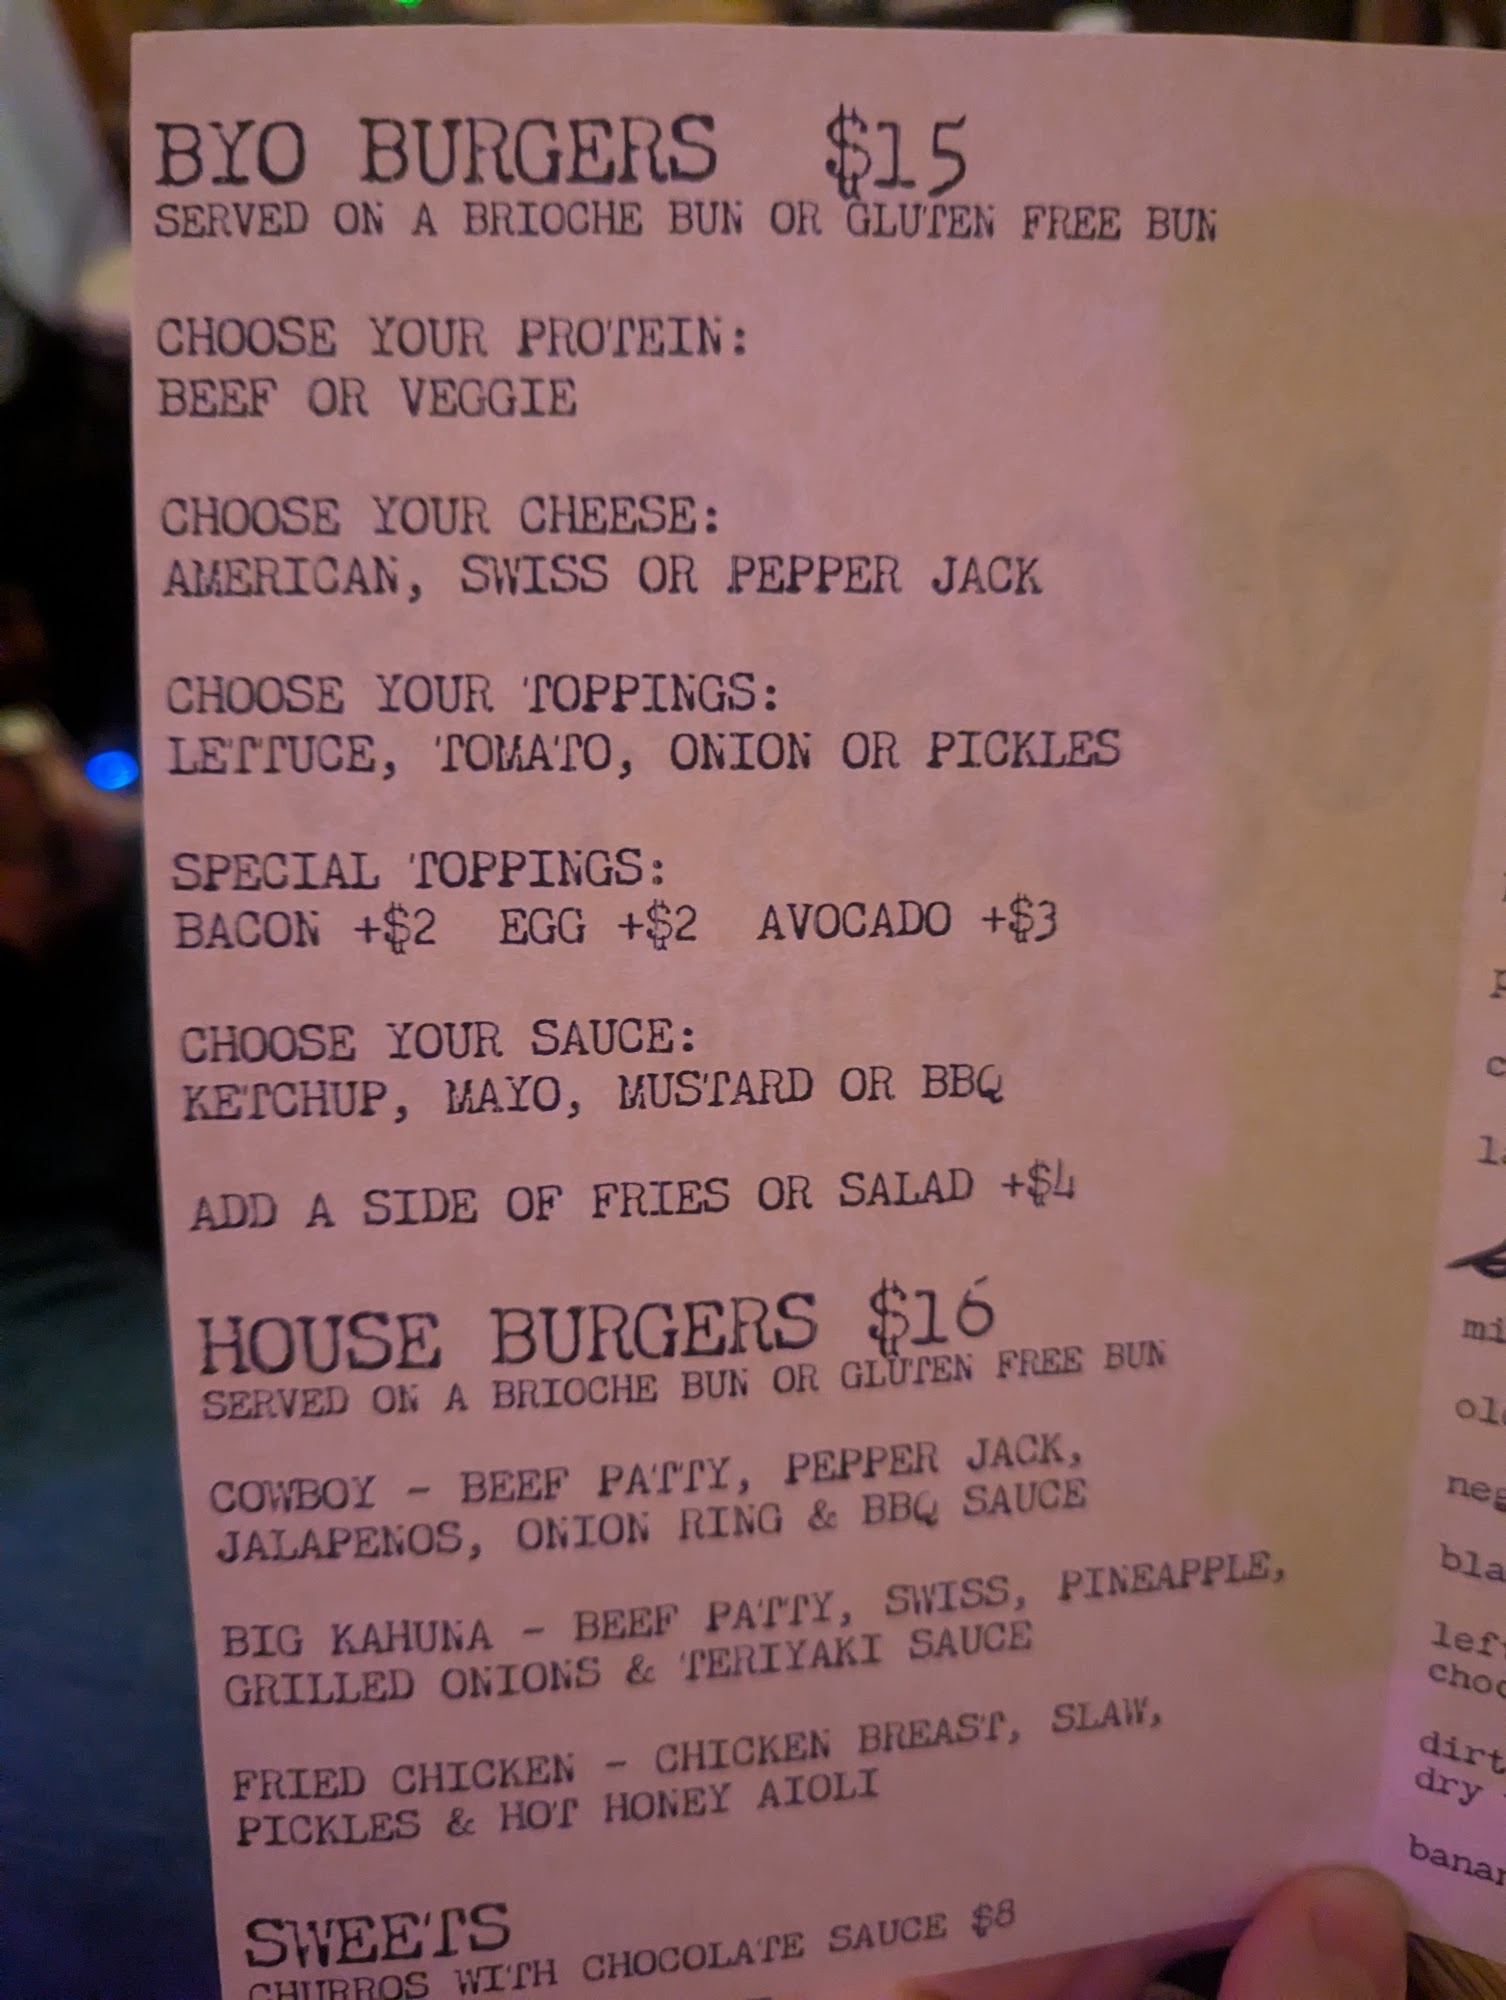 BYO BURGERS $15
SERVED ON A BRIOCHE BUN OR GLUTEN FREE BUN
CHOOSE YOUR PROTEIN:
BEEF OR VEGGIE
CHOOSE YOUR CHEESE:
AMERICAN, SWISS OR PEPPER JACK
CHOOSE YOUR TOPPINGS:
LETTUCE, TOMATO, ONION OR PICKLES
SPECIAL TOPPINGS:
BACON +$2 EGG +$2 AVOCADO +$3
CHOOSE YOUR SAUCE:
KETCHUP, MAYO, MUSTARD OR BBQ
ADD A SIDE OF FRIES OR SALAD +$4
HOUSE BURGERS $16
SERVED ON A BRIOCHE BUN OR GLUTEN FREE BUN
COWBOY - BEEF PATTY, PEPPER JACK,
JALAPENOS, ONION RING & BBQ SAUCE
BIG KAHUNA - BEEF PATTY, SWISS, PINEAPPLE,
GRILLED ONIONS & TERIYAKI SAUCE
FRIED CHICKEN - CHICKEN BREAST, SLAW,
PICKLES & HOT HONEY AIOLI
SWEETS
CHURROS WITH CHOCOLATE SAUCE $8
dry